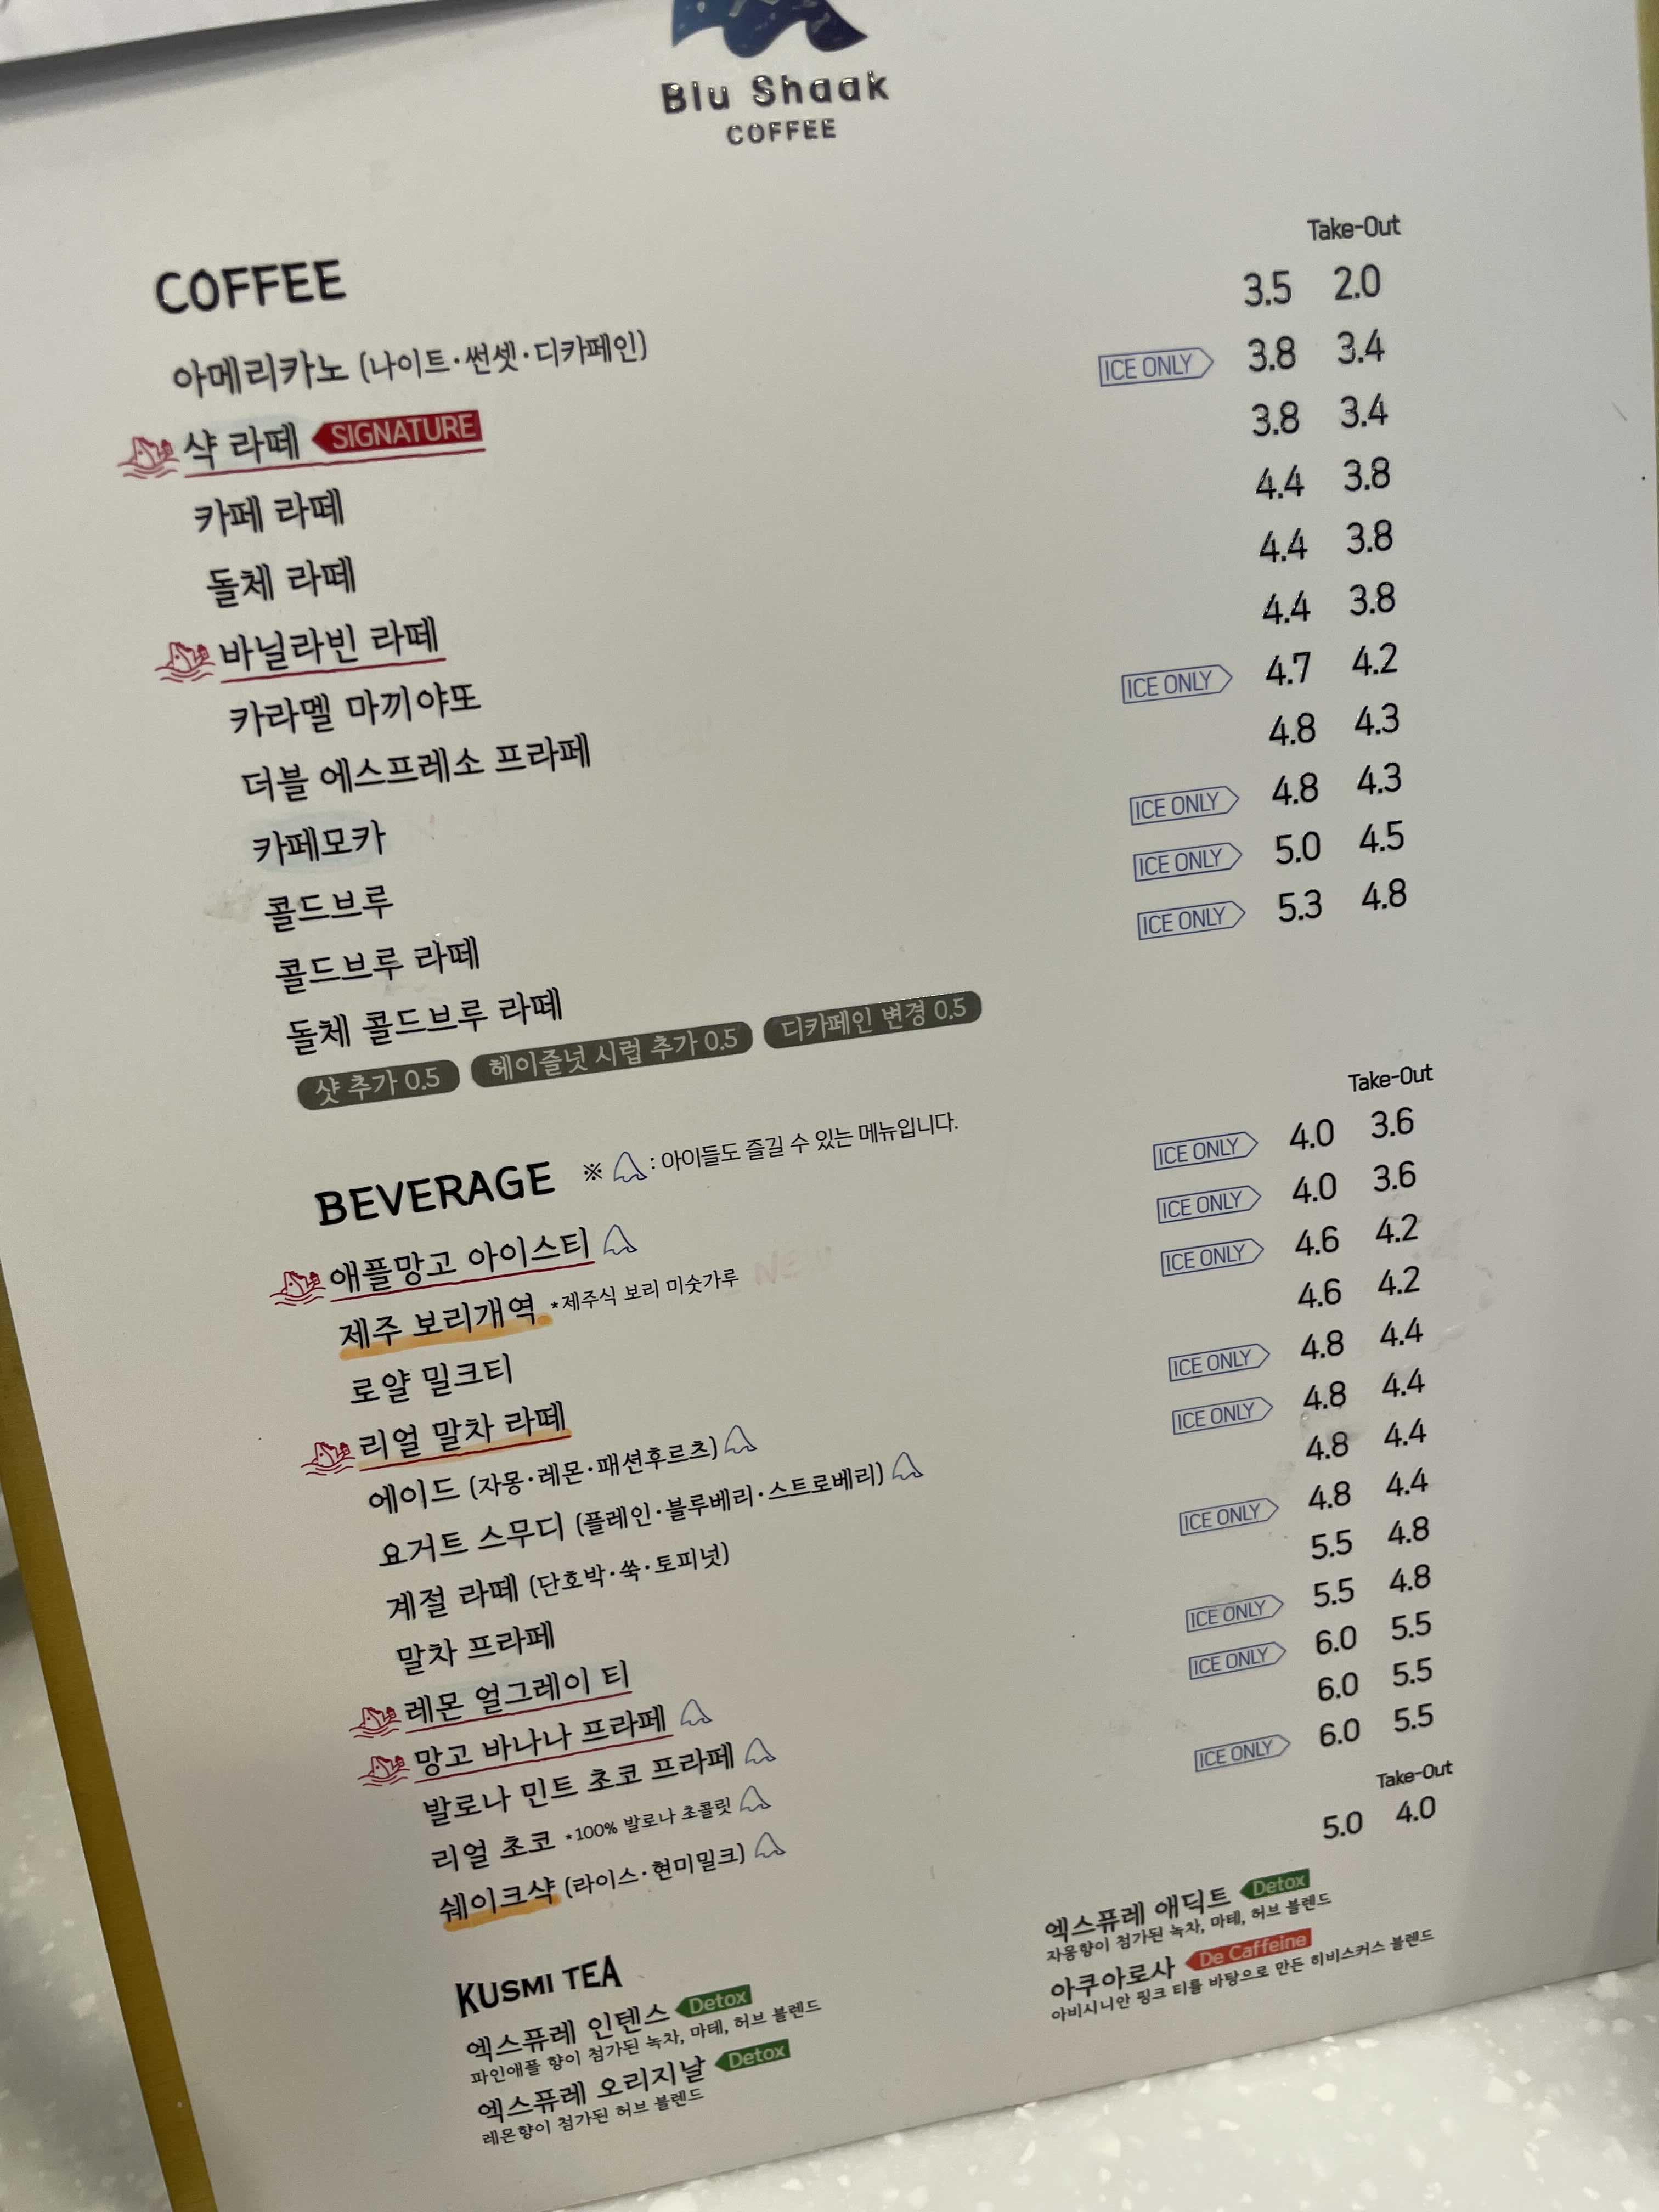 Blu Shaak
COFFEE
COFFEE Take-Out
아메리카노 (나이트·썬셋·디카페인) 3.5 2.0
샥 라떼 SIGNATURE ICE ONLY 3.8 3.4
카페 라떼 3.8 3.4
돌체 라떼 4.4 3.8
바닐라빈 라떼 4.4 3.8
카라멜 마끼야또 4.4 3.8
더블 에스프레소 프라페 ICE ONLY 4.7 4.2
카페모카 4.8 4.3
콜드브루 ICE ONLY 4.8 4.3
콜드브루 라떼 ICE ONLY 5.0 4.5
돌체 콜드브루 라떼 ICE ONLY 5.3 4.8
샷 추가 0.5 헤이즐넛 시럽 추가 0.5 디카페인 변경 0.5
BEVERAGE ※ : 아이들도 즐길 수 있는 메뉴입니다. Take-Out
애플망고 아이스티 ICE ONLY 4.0 3.6
제주 보리개역 *제주식 보리 미숫가루 NEW ICE ONLY 4.0 3.6
로얄 밀크티 ICE ONLY 4.6 4.2
리얼 말차 라떼 4.6 4.2
에이드 (자몽·레몬·패션후르츠) ICE ONLY 4.8 4.4
요거트 스무디 (플레인·블루베리·스트로베리) ICE ONLY 4.8 4.4
계절 라떼 (단호박·쑥·토피넛) 4.8 4.4
말차 프라페 ICE ONLY 4.8 4.4
레몬 얼그레이 티 5.5 4.8
망고 바나나 프라페 ICE ONLY 5.5 4.8
발로나 민트 초코 프라페 ICE ONLY 6.0 5.5
리얼 초코 *100% 발로나 초콜릿 6.0 5.5
쉐이크샥 (라이스·현미밀크) ICE ONLY 6.0 5.5
KUSMI TEA Take-Out
5.0 4.0
엑스퓨레 인텐스 Detox
파인애플 향이 첨가된 녹차, 마테, 허브 블렌드
엑스퓨레 오리지날 Detox
레몬향이 첨가된 허브 블렌드
엑스퓨레 애딕트 Detox
자몽향이 첨가된 녹차, 마테, 허브 블렌드
아쿠아로사 De Caffeine
아비시니안 핑크 티를 바탕으로 만든 히비스커스 블렌드